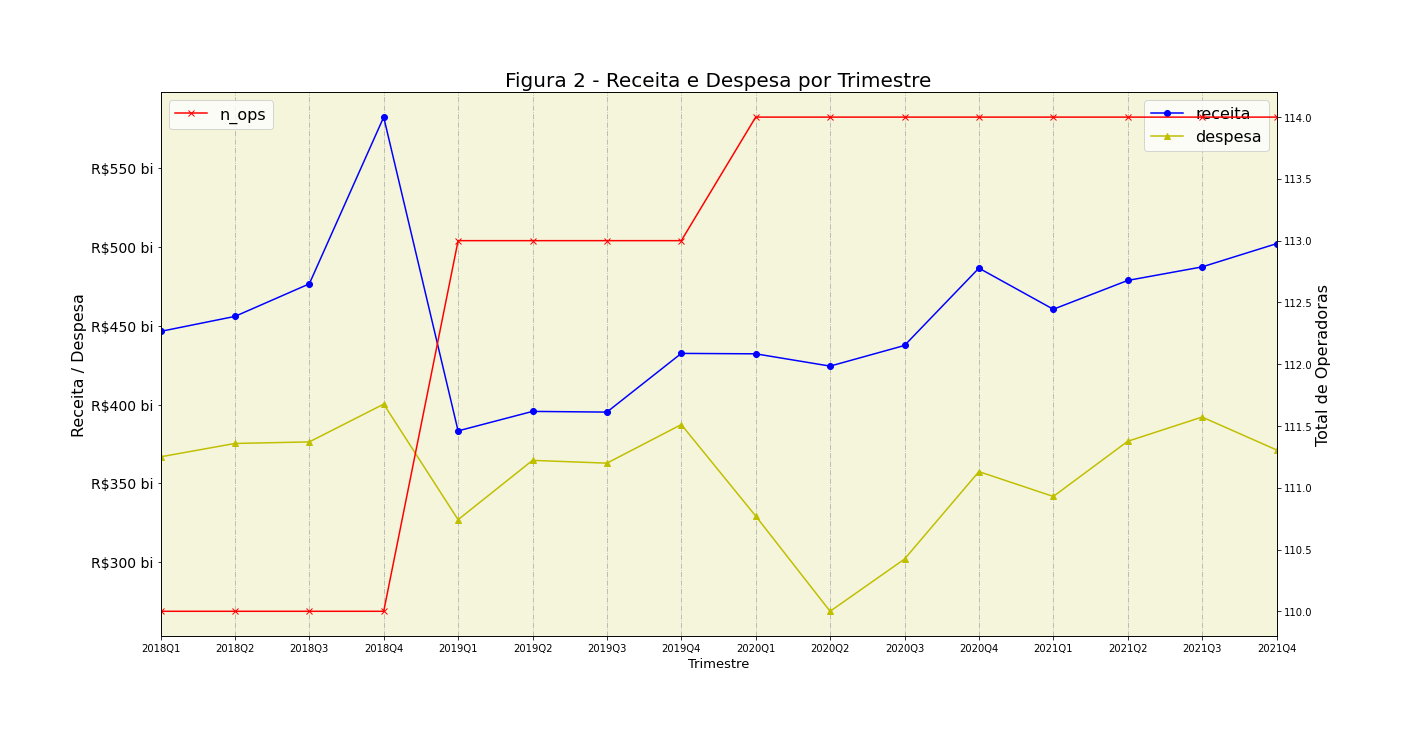 Figura 2 - Receita e Despesa por Trimestre
n_ops
receita
despesa
Receita / Despesa
R$550 bi
R$500 bi
R$450 bi
R$400 bi
R$350 bi
R$300 bi
114.0
113.5
113.0
112.5
112.0
111.5
111.0
110.5
110.0
Total de Operadoras
2018Q1 2018Q2 2018Q3 2018Q4 2019Q1 2019Q2 2019Q3 2019Q4 2020Q1 2020Q2 2020Q3 2020Q4 2021Q1 2021Q2 2021Q3 2021Q4
Trimestre